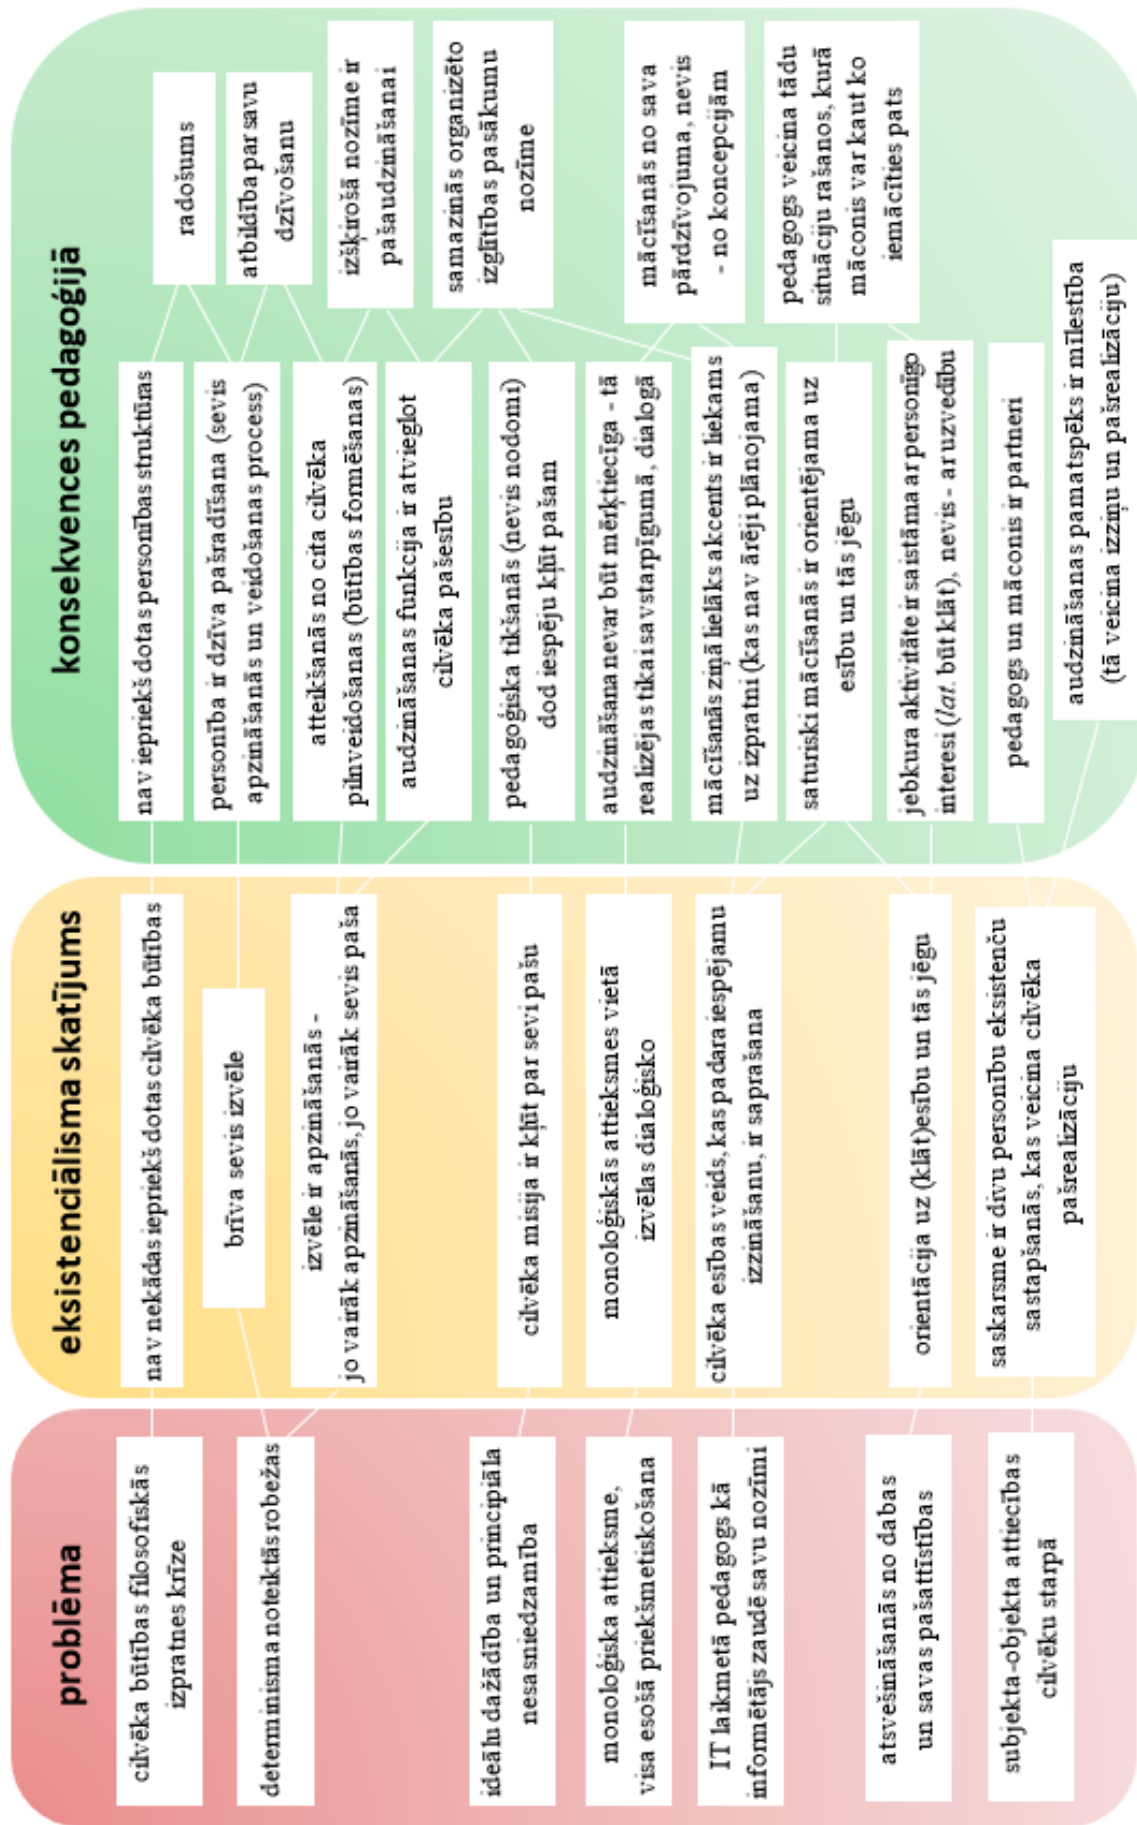 problēma
cilvēka būtības filosofiskās
izpratnes krīze
determinisma noteiktās robežas
ideālu dažādība un principiāla
nesasniedzamība
monoloģiska attieksme,
visa esošā priekšmetiskošana
IT laikmetā pedagogs kā
informētājs zaudē savu nozīmi
atsvešināšanās no dabas
un savas pašattīstības
subjekta-objekta attiecības
cilvēku starpā
eksistenciālisma skatījums
nav nekādas iepriekš dotas cilvēka būtības
brīva sevis izvēle
izvēle ir apzināšanās -
jo vairāk apzināšanās, jo vairāk sevis paša
cilvēka misija ir kļūt par sevi pašu
monoloģiskās attieksmes vietā
izvēlas dialoģisko
cilvēka esības veids, kas padara iespējamu
izzināšanu, ir saprašana
orientācija uz (klāt)esību un tās jēgu
saskarsme ir divu personību eksistenču
sastapšanās, kas veicina cilvēka
pašrealizāciju
konsekvences pedagoģijā
nav iepriekš dotas personības struktūras
personība ir dzīva pašradīšana (sevis
apzināšanās un veidošanas process)
atteikšanās no cita cilvēka
pilnveidošanas (būtības formēšanas)
audzināšanas funkcija ir atvieglot
cilvēka pašesību
pedagoģiska tikšanās (nevis nodomi)
dod iespēju kļūt pašam
audzināšana nevar būt mērķtiecīga - tā
realizējas tikai savstarpīgumā, dialogā
mācīšanās ziņā lielāks akcents ir liekams
uz izpratni (kas nav ārēji plānojama)
saturiski mācīšanās ir orientējama uz
esību un tās jēgu
jebkura aktivitāte ir saistāma ar personīgo
interesi (lat. būt klāt), nevis - ar uzvedību
pedagogs un māconis ir partneri
audzināšanas pamatspēks ir mīlestība
(tā veicina izziņu un pašrealizāciju)
radošums
atbildība par savu
dzīvošanu
izšķirošā nozīme ir
pašaudzināšanai
samazinās organizēto
izglītības pasākumu
nozīme
mācīšanās no sava
pārdzīvojuma, nevis
- no koncepcijām
pedagogs veicina tādu
situāciju rašanos, kurā
māconis var kaut ko
iemācīties pats